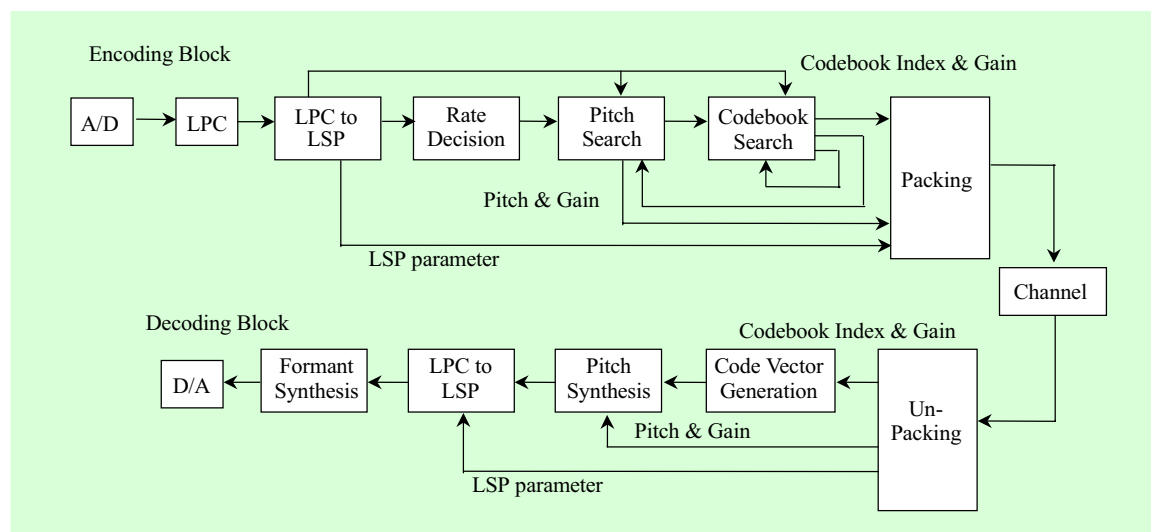 Encoding Block
Codebook Index & Gain
A/D
LPC
LPC to
LSP
Rate
Decision
Pitch
Search
Codebook
Search
Packing
Pitch & Gain
LSP parameter
Channel
Decoding Block
Codebook Index & Gain
D/A
Formant
Synthesis
LPC to
LSP
Pitch
Synthesis
Code Vector
Generation
Un-
Packing
Pitch & Gain
LSP parameter